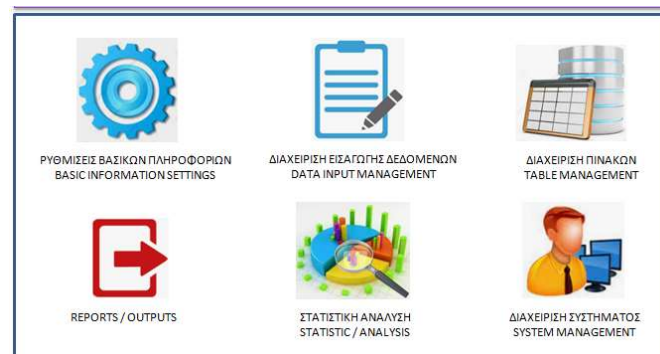 ΡΥΘΜΙΣΕΙΣ ΒΑΣΙΚΩΝ ΠΛΗΡΟΦΟΡΙΩΝ
BASIC INFORMATION SETTINGS
ΔΙΑΧΕΙΡΙΣΗ ΕΙΣΑΓΩΓΗΣ ΔΕΔΟΜΕΝΩΝ
DATA INPUT MANAGEMENT
ΔΙΑΧΕΙΡΙΣΗ ΠΙΝΑΚΩΝ
TABLE MANAGEMENT
REPORTS / OUTPUTS
ΣΤΑΤΙΣΤΙΚΗ ΑΝΑΛΥΣΗ
STATISTIC / ANALYSIS
ΔΙΑΧΕΙΡΙΣΗ ΣΥΣΤΗΜΑΤΟΣ
SYSTEM MANAGEMENT